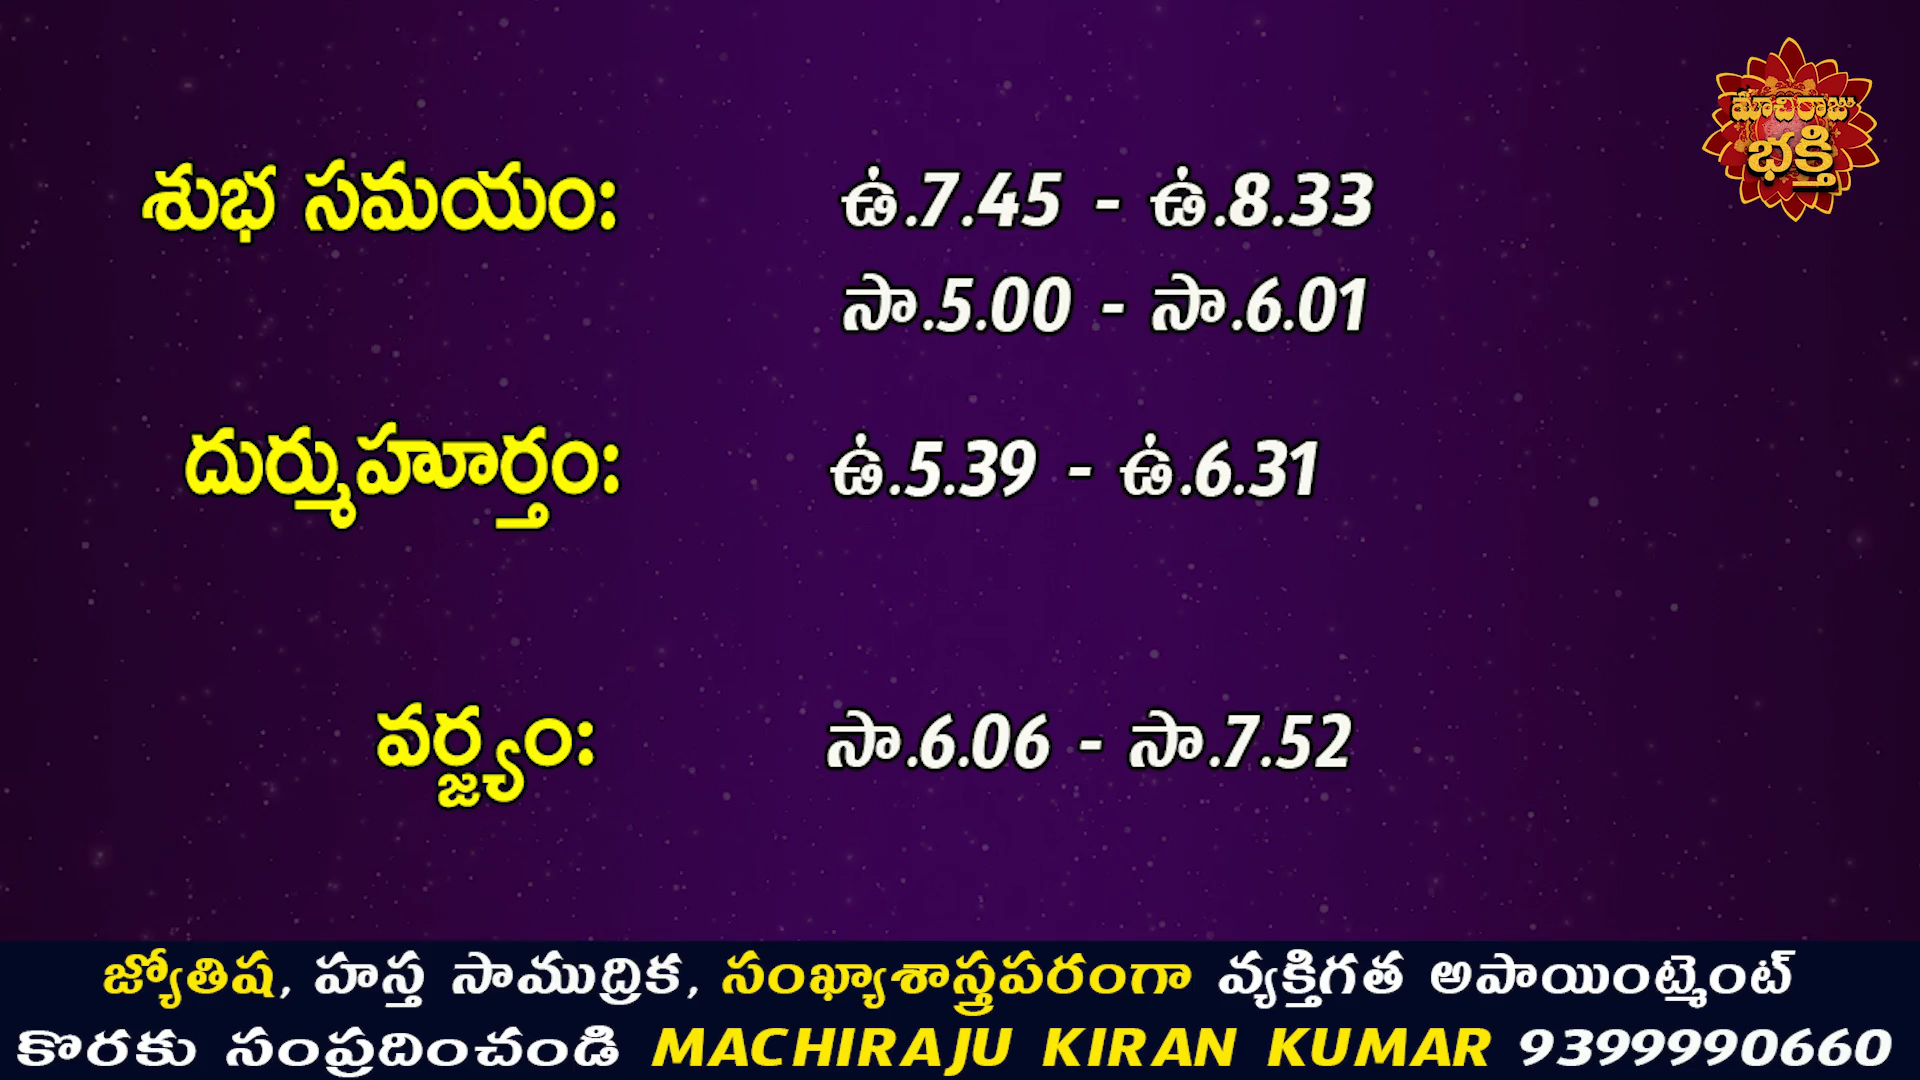 మాచిరాజు
భక్తి
శుభ సమయం: ఉ.7.45 - ఉ.8.33
సా.5.00 - సా.6.01
దుర్ముహూర్తం: ఉ.5.39 - ఉ.6.31
వర్జ్యం: సా.6.06 - సా.7.52
జ్యోతిష, హస్త సాముద్రిక, సంఖ్యాశాస్త్రపరంగా వ్యక్తిగత అపాయింట్మెంట్
కొరకు సంప్రదించండి MACHIRAJU KIRAN KUMAR 9399990660